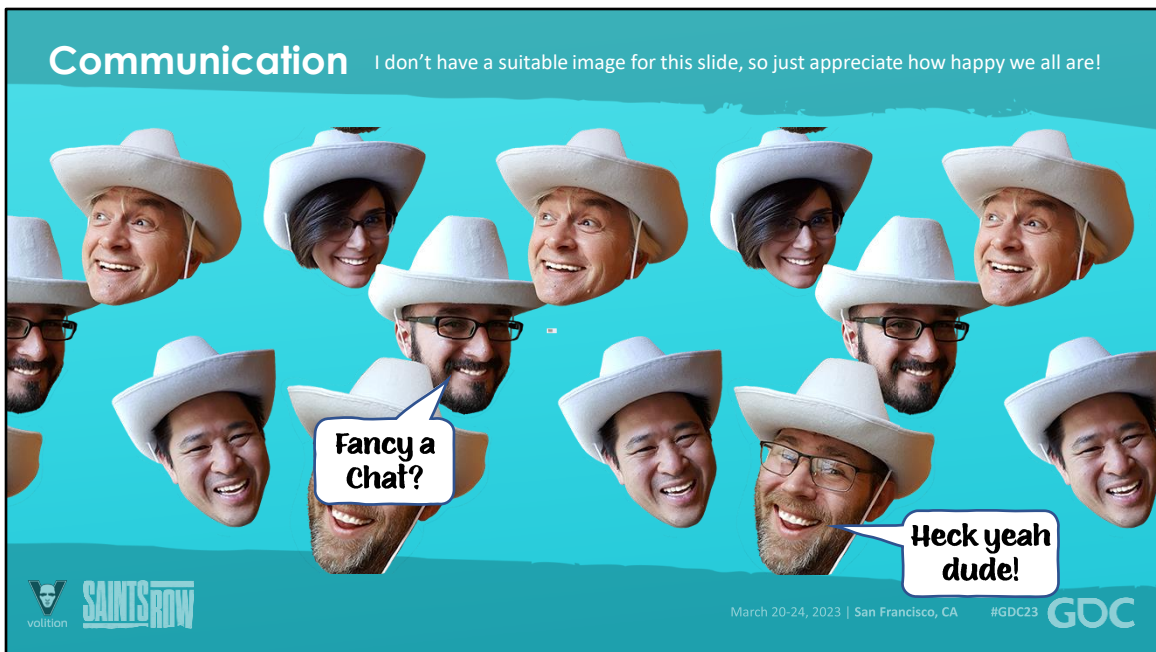 Communication
I don't have a suitable image for this slide, so just appreciate how happy we all are!
Fancy a
Chat?
Heck yeah
dude!
volition
SAINTS ROW
March 20-24, 2023 | San Francisco, CA #GDC23 GDC